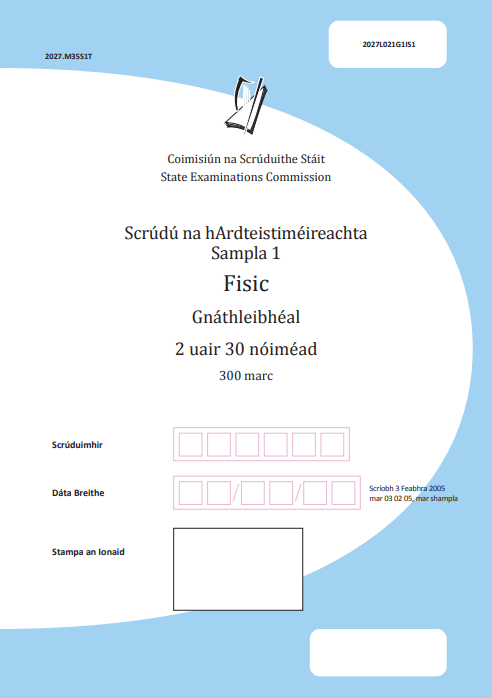 2027L021G1IS1
2027.M35S1T
Coimisiún na Scrúduithe Stáit
State Examinations Commission
Scrúdú na hArdteistiméireachta
Sampla 1
Fisic
Gnáthleibhéal
2 uair 30 nóiméad
300 marc
Scrúduimhir
Dáta Breithe
/ /
Scríobh 3 Feabhra 2005
mar 03 02 05, mar shampla
Stampa an Ionaid